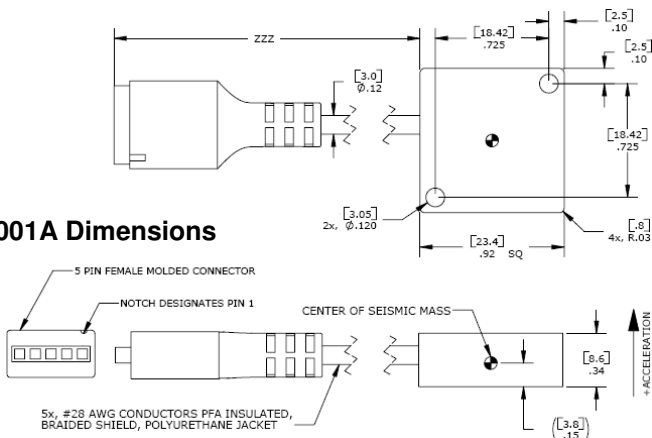 ZZZ
[18.42]
.725
[2.5]
.10
[2.5]
.10
[3.0]
Ø.12
[18.42]
.725
[3.05]
2x, Ø.120
[23.4]
.92 SQ
[.8]
4x, R.03
001A Dimensions
5 PIN FEMALE MOLDED CONNECTOR
NOTCH DESIGNATES PIN 1
CENTER OF SEISMIC MASS
[8.6]
.34
+ACCELERATION
5x, #28 AWG CONDUCTORS PFA INSULATED,
BRAIDED SHIELD, POLYURETHANE JACKET
([3.8]
.15)